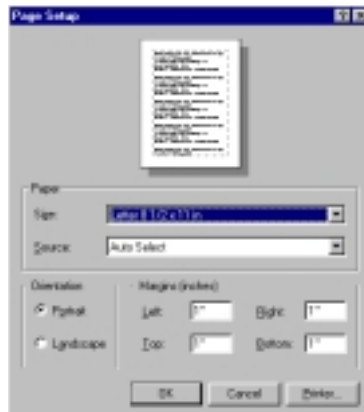 Page Setup
Paper
Size: Letter 8 1/2 x 11 in
Source: Auto Select
Orientation
Portrait
Landscape
Margins (inches)
Left: 1" Right: 1"
Top: 1" Bottom: 1"
OK Cancel Printer...